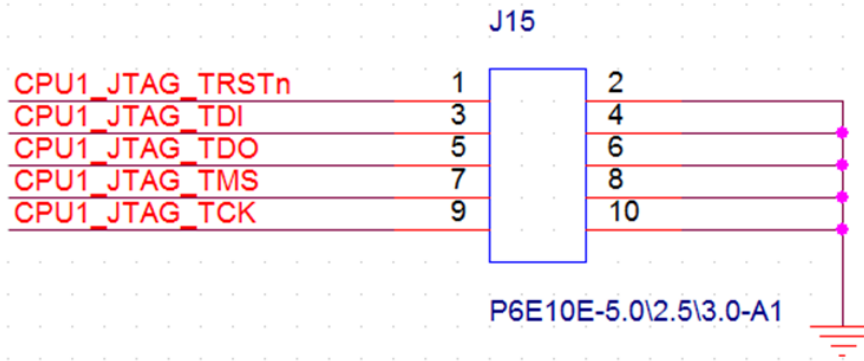 J15
CPU1_JTAG_TRSTn 1 2
CPU1_JTAG_TDI 3 4
CPU1_JTAG_TDO 5 6
CPU1_JTAG_TMS 7 8
CPU1_JTAG_TCK 9 10
P6E10E-5.0\2.5\3.0-A1